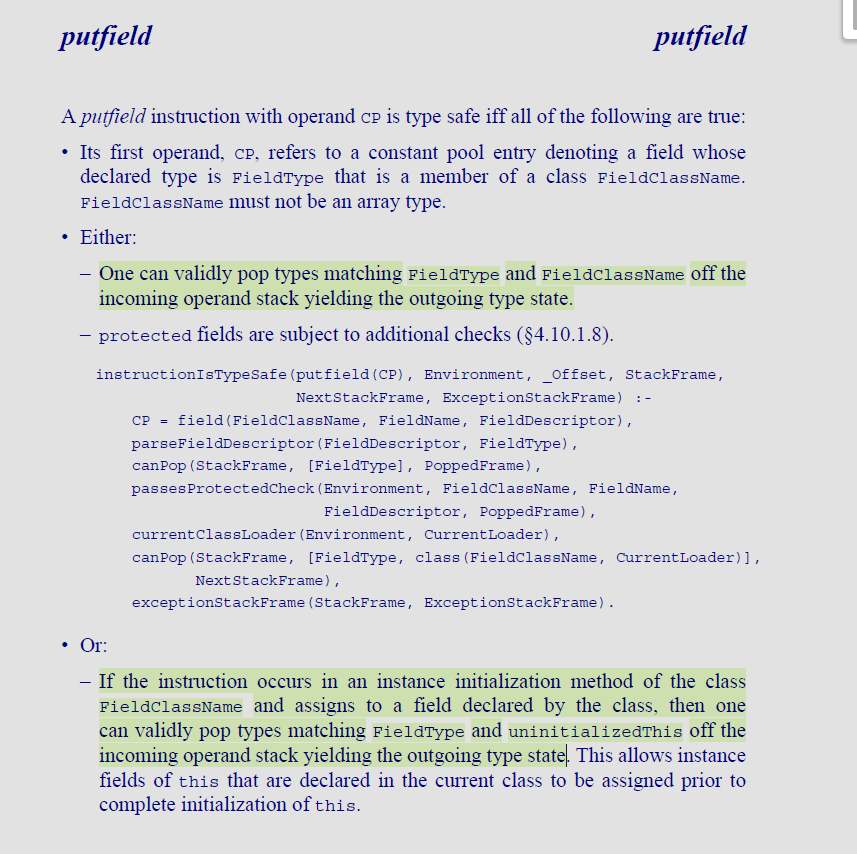 putfield putfield
A putfield instruction with operand CP is type safe iff all of the following are true:
• Its first operand, CP, refers to a constant pool entry denoting a field whose
declared type is FieldType that is a member of a class FieldClassName.
FieldClassName must not be an array type.
• Either:
– One can validly pop types matching FieldType and FieldClassName off the
incoming operand stack yielding the outgoing type state.
– protected fields are subject to additional checks (§4.10.1.8).
instructionIsTypeSafe(putfield(CP), Environment, _Offset, StackFrame,
NextStackFrame, ExceptionStackFrame) :-
CP = field(FieldClassName, FieldName, FieldDescriptor),
parseFieldDescriptor(FieldDescriptor, FieldType),
canPop(StackFrame, [FieldType], PoppedFrame),
passesProtectedCheck(Environment, FieldClassName, FieldName,
FieldDescriptor, PoppedFrame),
currentClassLoader(Environment, CurrentLoader),
canPop(StackFrame, [FieldType, class(FieldClassName, CurrentLoader)],
NextStackFrame),
exceptionStackFrame(StackFrame, ExceptionStackFrame).
• Or:
– If the instruction occurs in an instance initialization method of the class
FieldClassName and assigns to a field declared by the class, then one
can validly pop types matching FieldType and uninitializedThis off the
incoming operand stack yielding the outgoing type state. This allows instance
fields of this that are declared in the current class to be assigned prior to
complete initialization of this.